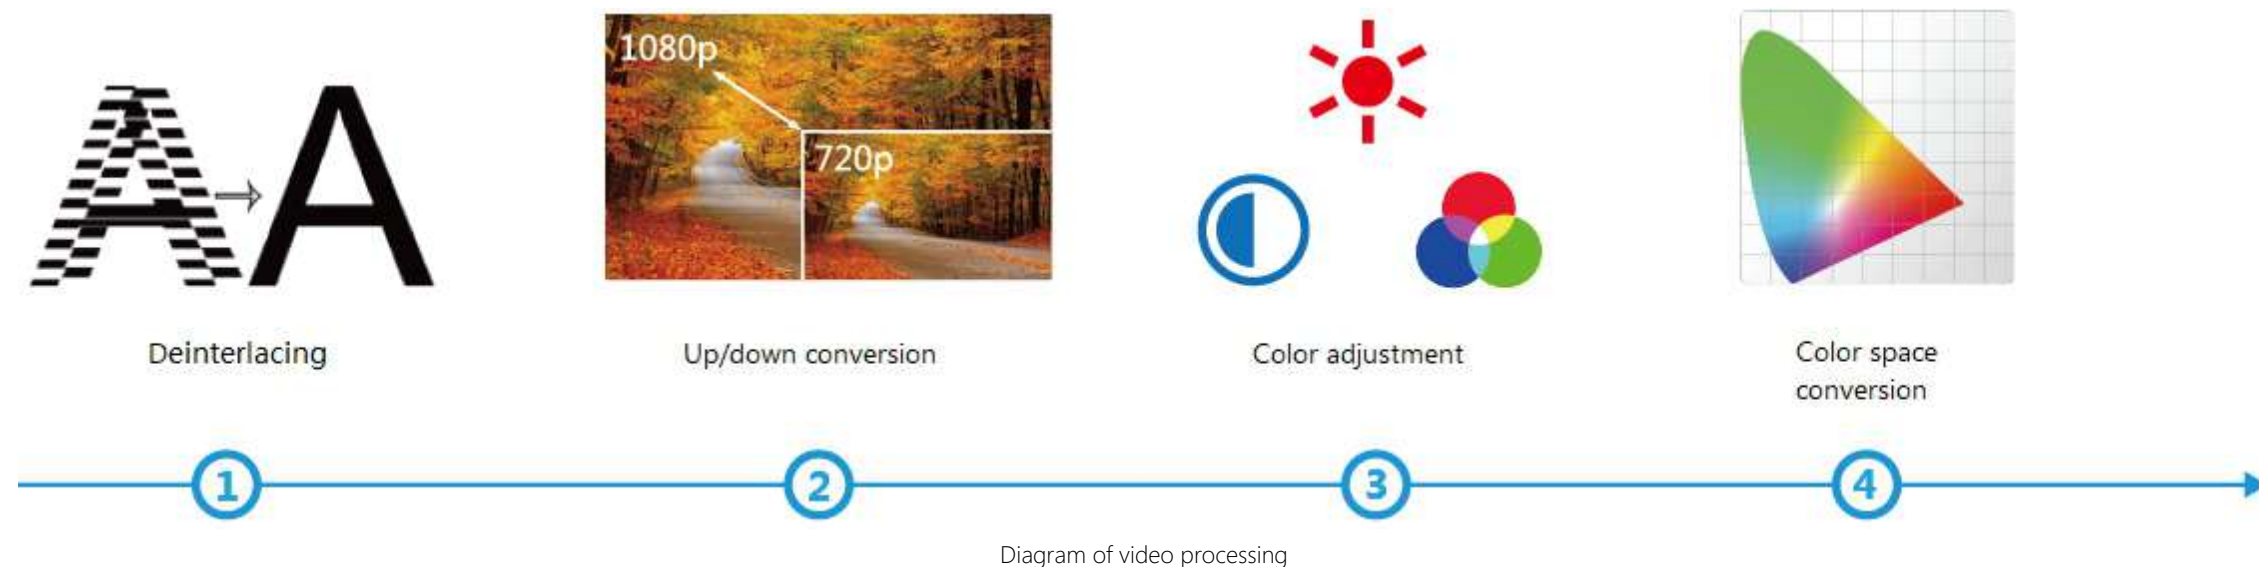 1080p
720p
A A
Deinterlacing
Up/down conversion
Color adjustment
Color space
conversion
1
2
3
4
Diagram of video processing